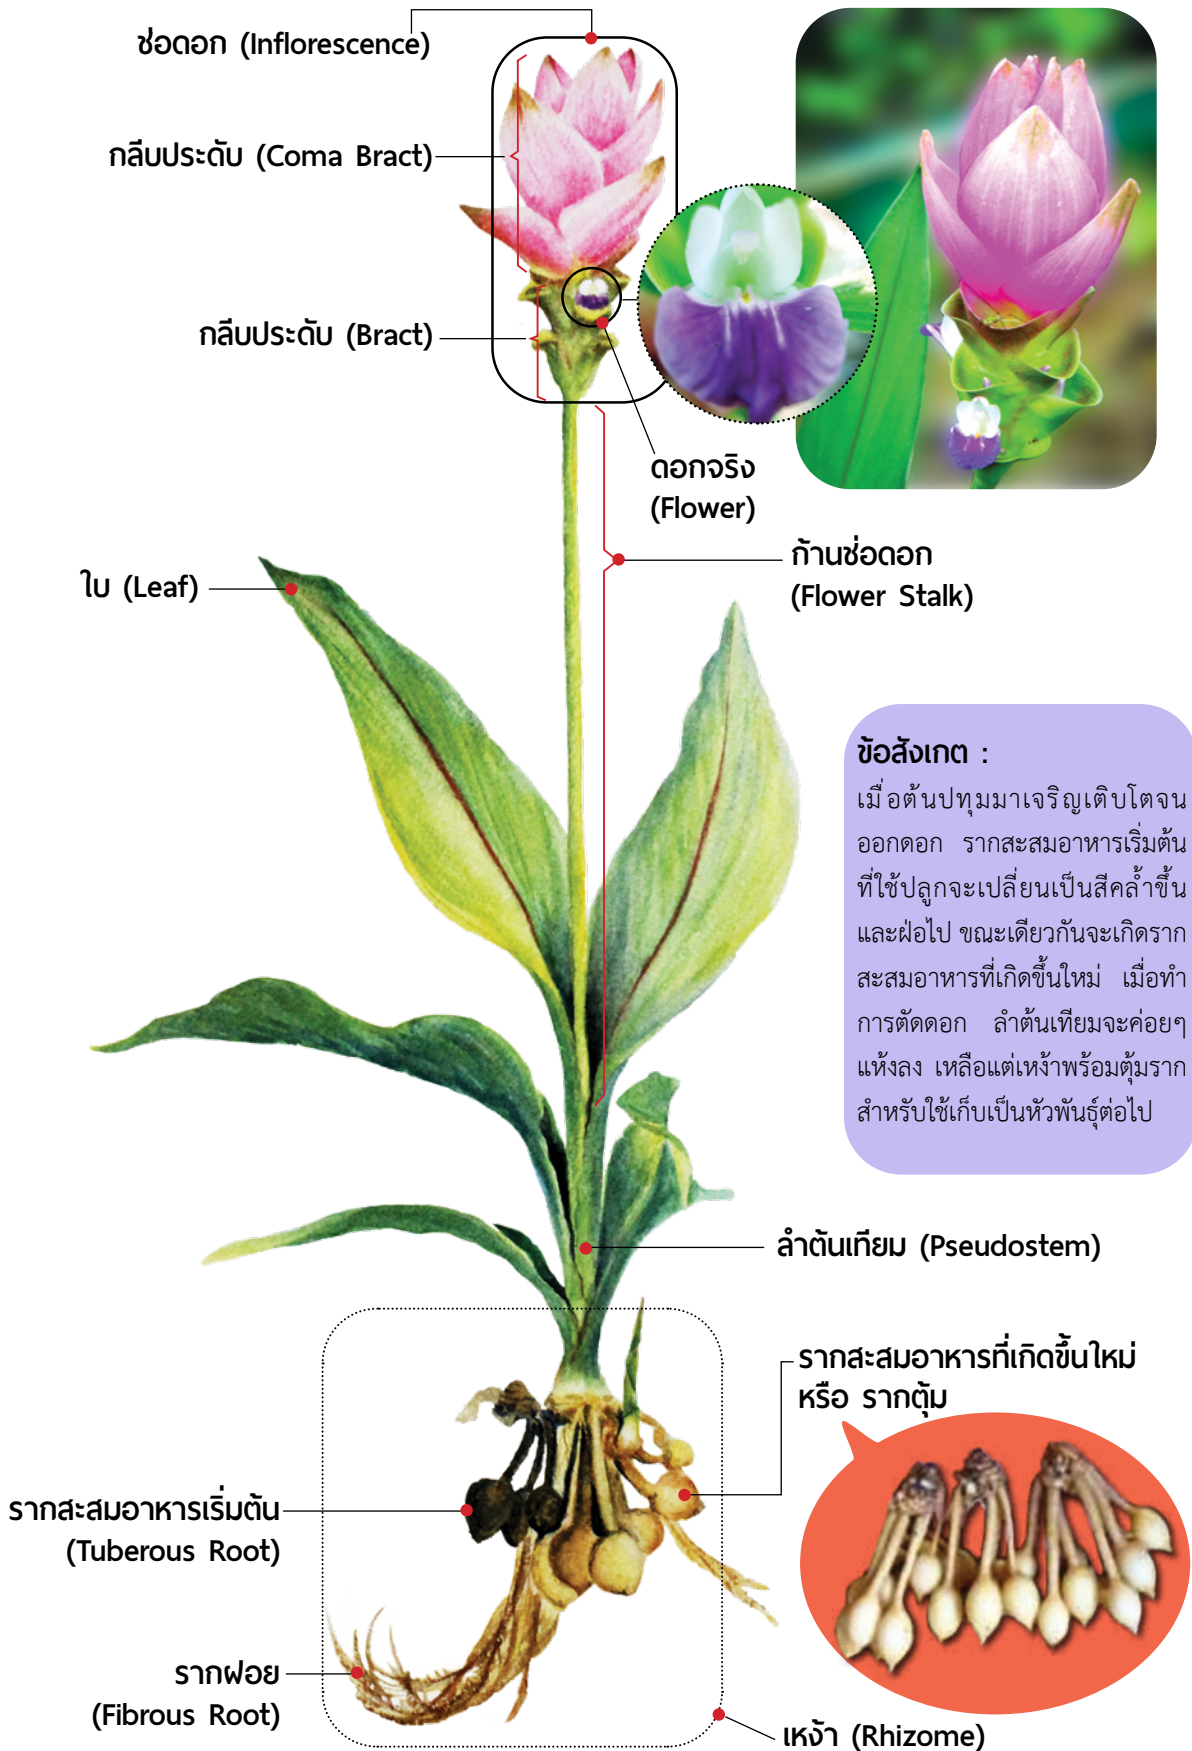 ช่อดอก (Inflorescence)
กลีบประดับ (Coma Bract)
กลีบประดับ (Bract)
ดอกจริง
(Flower)
ก้านช่อดอก
(Flower Stalk)
ใบ (Leaf)
ข้อสังเกต :
เมื่อต้นปทุมมาเจริญเติบโตจน
ออกดอก รากสะสมอาหารเริ่มต้น
ที่ใช้ปลูกจะเปลี่ยนเป็นสีคล้ำขึ้น
และฝ่อไป ขณะเดียวกันจะเกิดราก
สะสมอาหารที่เกิดขึ้นใหม่ เมื่อทำ
การตัดดอก ลำต้นเทียมจะค่อยๆ
แห้งลง เหลือแต่เหง้าพร้อมตุ้มราก
สำหรับใช้เก็บเป็นหัวพันธุ์ต่อไป
ลำต้นเทียม (Pseudostem)
รากสะสมอาหารที่เกิดขึ้นใหม่
หรือ รากตุ้ม
รากสะสมอาหารเริ่มต้น
(Tuberous Root)
รากฝอย
(Fibrous Root)
เหง้า (Rhizome)